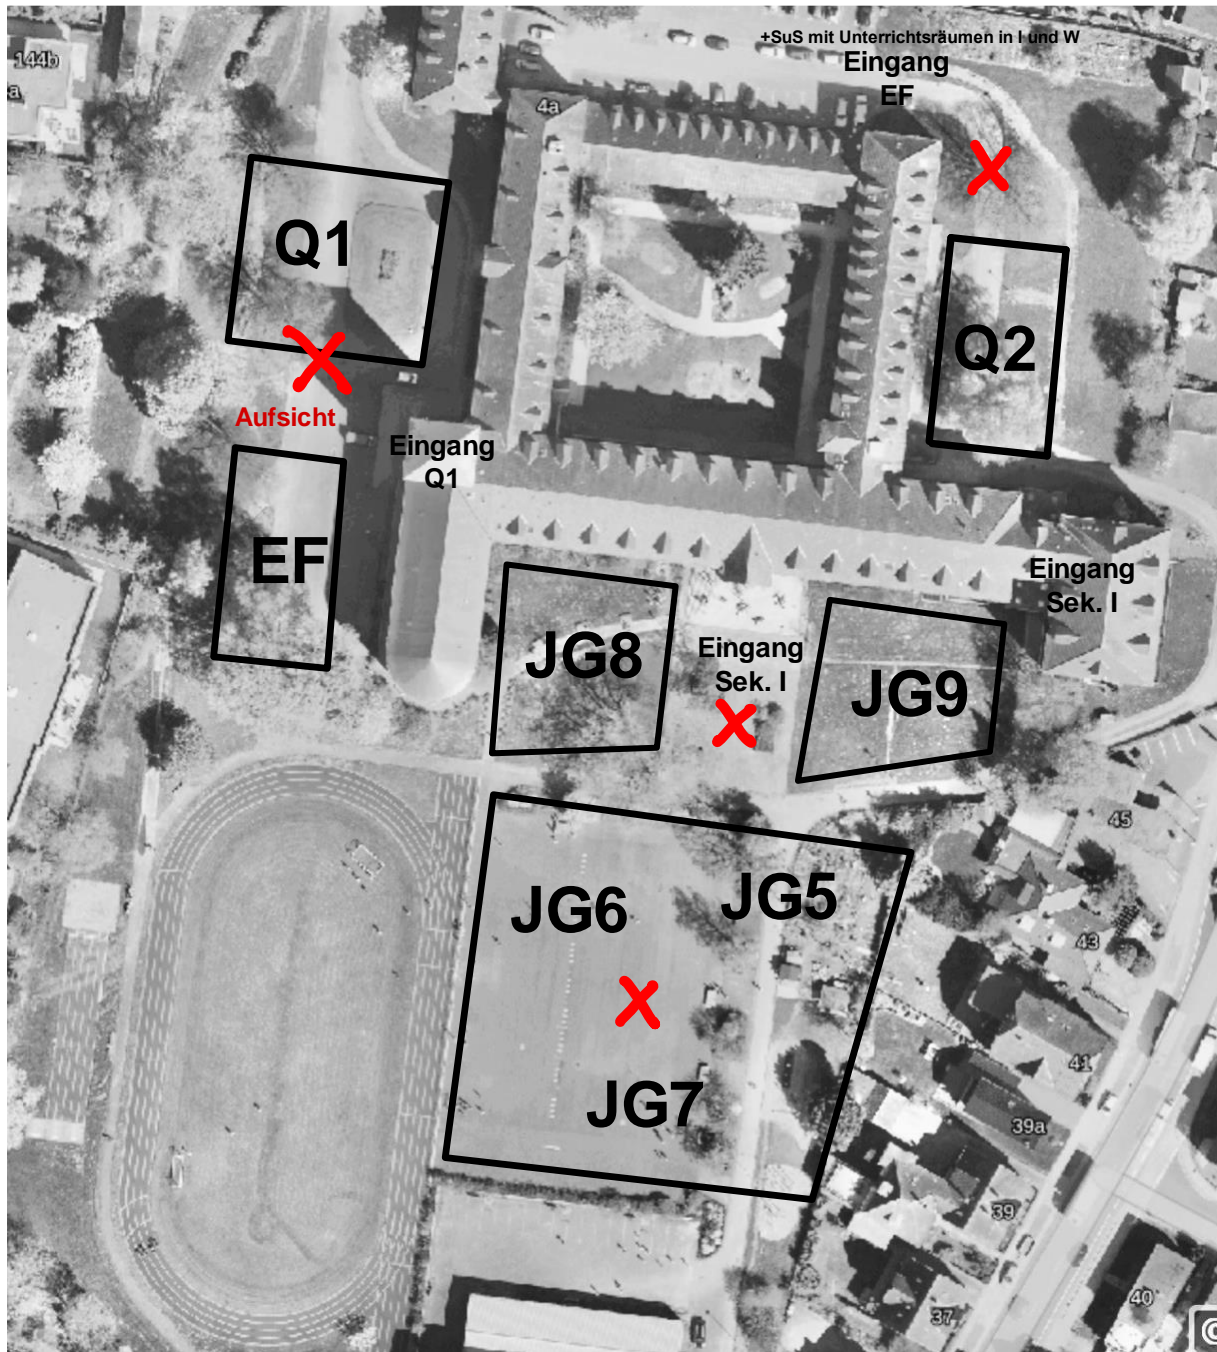 +SuS mit Unterrichtsräumen in I und W
Eingang
EF
144b
a
4a
Q1
Q2
Aufsicht
Eingang
Q1
EF
Eingang
Sek. I
JG8
Eingang
Sek. I
JG9
45
JG6
JG5
43
JG7
41
39a
39
40
37
©